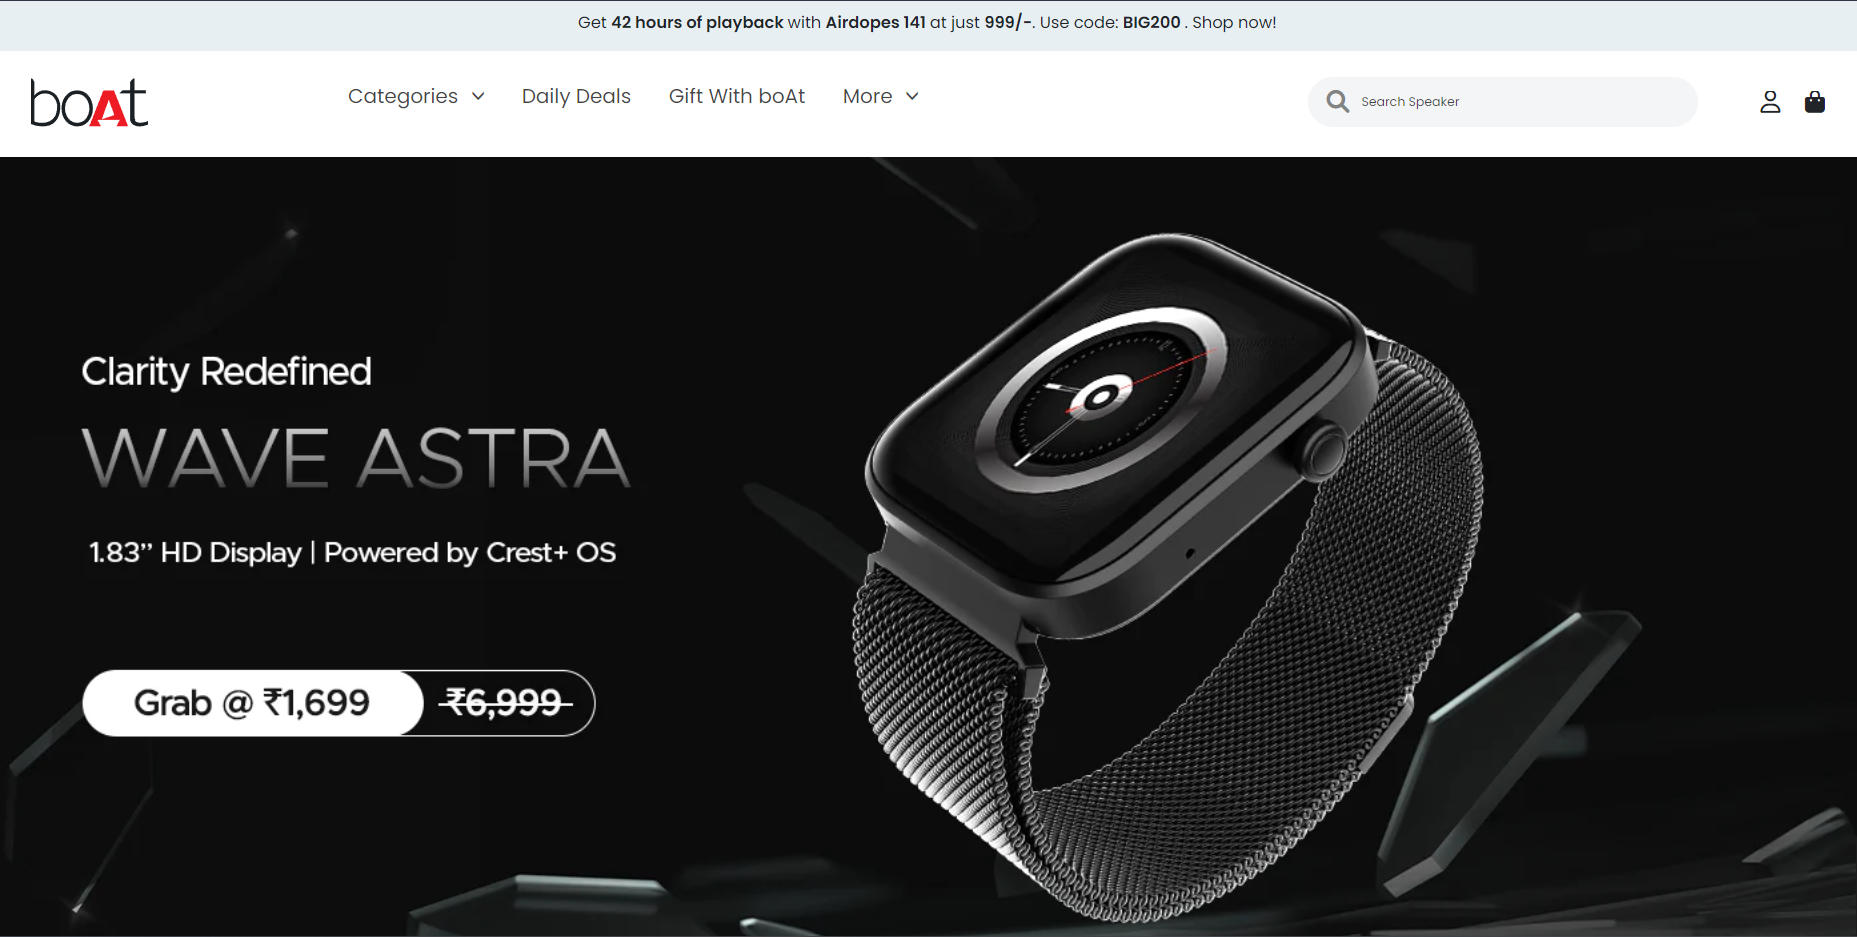 Get 42 hours of playback with Airdopes 141 at just 999/-. Use code: BIG200 . Shop now!
boAt
Categories Daily Deals Gift With boAt More
Search Speaker
Clarity Redefined
WAVE ASTRA
1.83” HD Display | Powered by Crest+ OS
Grab @ ₹1,699 ₹6,999